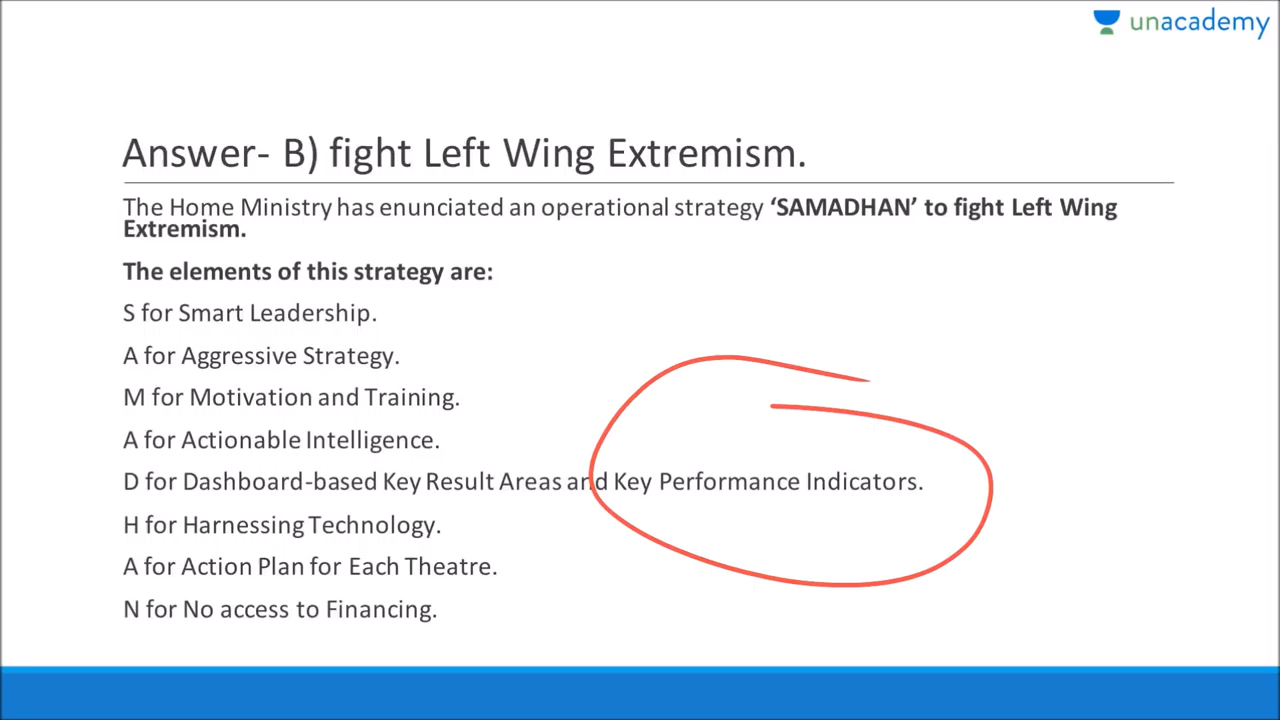 unacademy
Answer- B) fight Left Wing Extremism.
The Home Ministry has enunciated an operational strategy ‘SAMADHAN’ to fight Left Wing
Extremism.
The elements of this strategy are:
S for Smart Leadership.
A for Aggressive Strategy.
M for Motivation and Training.
A for Actionable Intelligence.
D for Dashboard-based Key Result Areas and Key Performance Indicators.
H for Harnessing Technology.
A for Action Plan for Each Theatre.
N for No access to Financing.